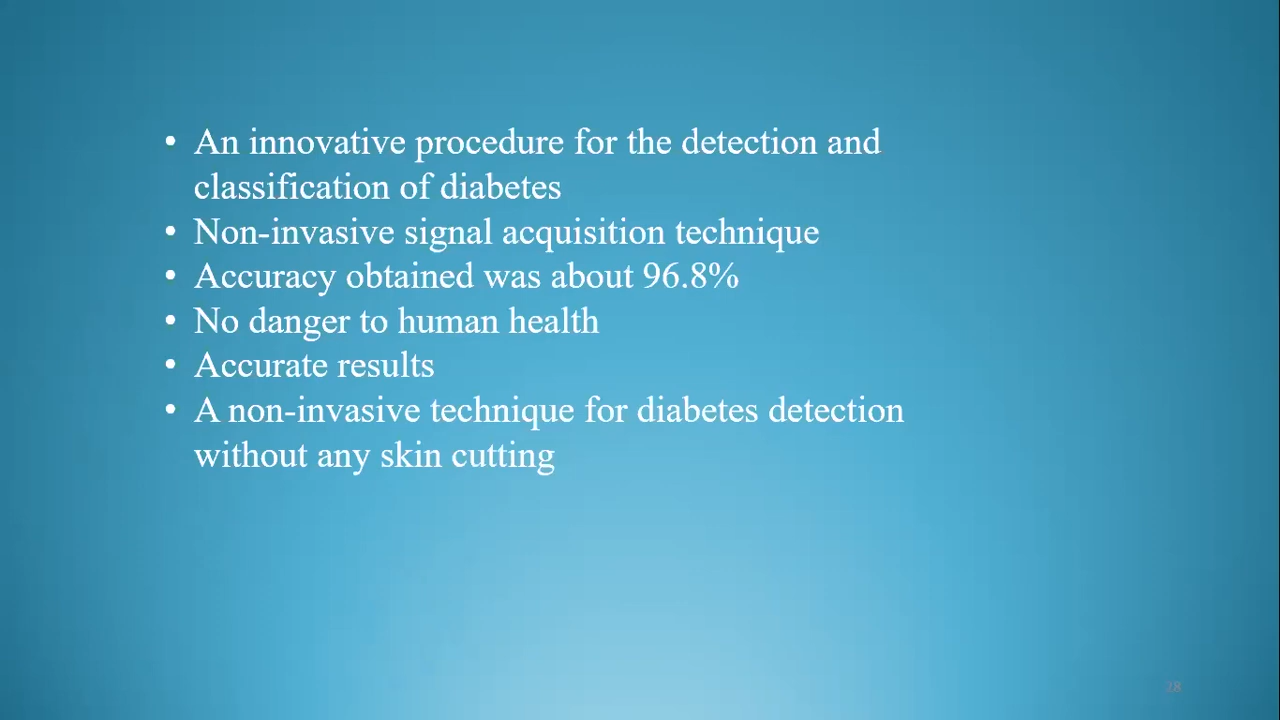 • An innovative procedure for the detection and
classification of diabetes
• Non-invasive signal acquisition technique
• Accuracy obtained was about 96.8%
• No danger to human health
• Accurate results
• A non-invasive technique for diabetes detection
without any skin cutting
28